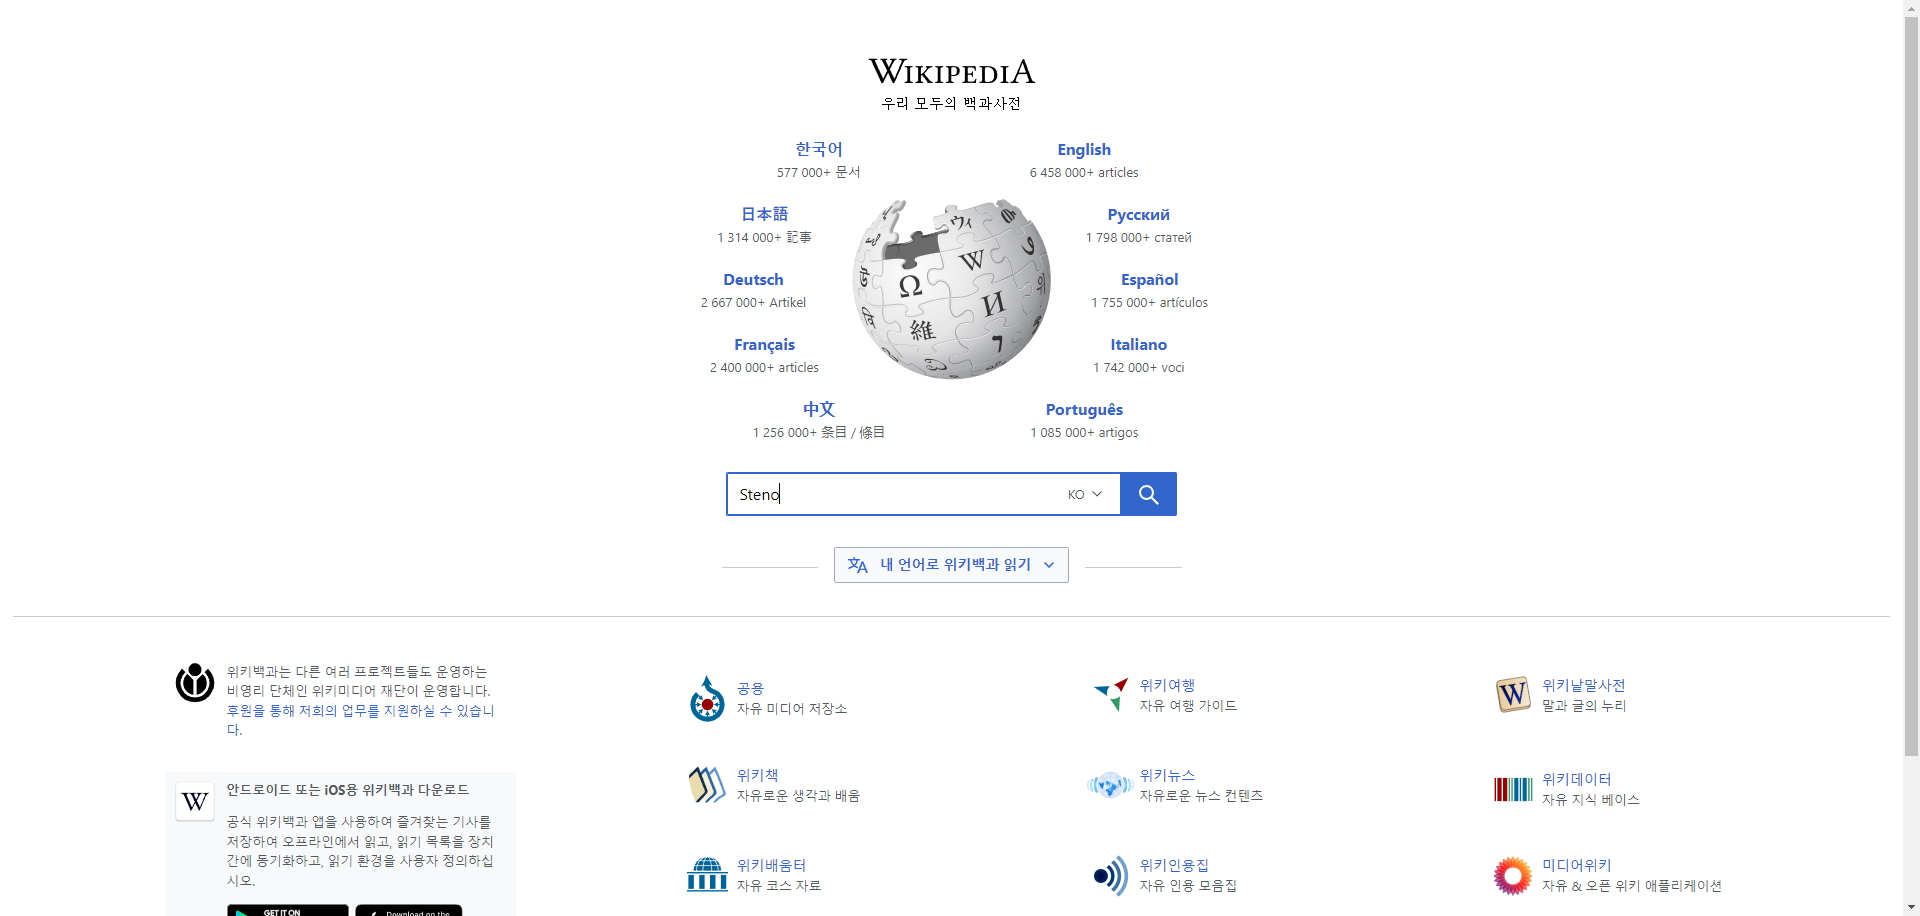 WIKIPEDIA
우리 모두의 백과사전
한국어
577 000+ 문서
English
6 458 000+ articles
日本語
1 314 000+ 記事
Русский
1 798 000+ статей
Deutsch
2 667 000+ Artikel
Español
1 755 000+ artículos
Français
2 400 000+ articles
Italiano
1 742 000+ voci
中文
1 256 000+ 条目 / 條目
Português
1 085 000+ artigos
Ω
W
И
維
ウィ
Steno
KO
내 언어로 위키백과 읽기
위키백과는 다른 여러 프로젝트들도 운영하는
비영리 단체인 위키미디어 재단이 운영합니다.
후원을 통해 저희의 업무를 지원하실 수 있습니
다.
W
안드로이드 또는 iOS용 위키백과 다운로드
공식 위키백과 앱을 사용하여 즐겨찾는 기사를
저장하여 오프라인에서 읽고, 읽기 목록을 장치
간에 동기화하고, 읽기 환경을 사용자 정의하십
시오.
GET IT ON
Download on the
공용
자유 미디어 저장소
위키여행
자유 여행 가이드
W
위키낱말사전
말과 글의 누리
위키책
자유로운 생각과 배움
위키뉴스
자유로운 뉴스 컨텐츠
위키데이터
자유 지식 베이스
위키배움터
자유 코스 자료
위키인용집
자유 인용 모음집
미디어위키
자유 & 오픈 위키 애플리케이션